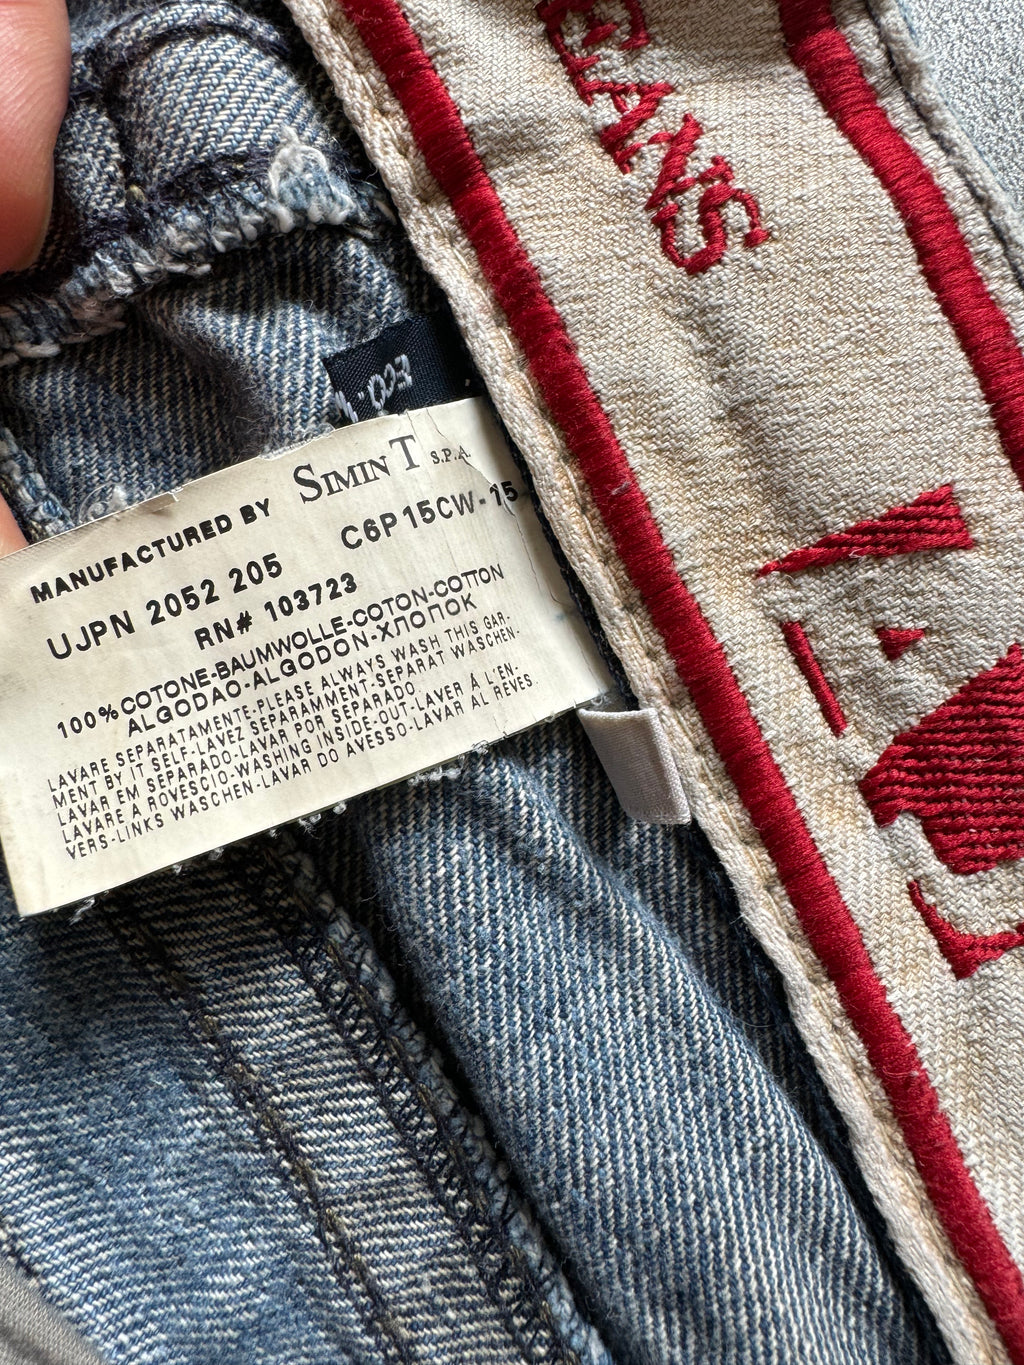 EANS
MANUFACTURED BY SIMINT S.P.A.
UJPN 2052 205 C6P15CW-15
RN# 103723
100%COTONE-BAUMWOLLE-COTON-COTTON
ALGODAO-ALGODON-ХЛОПОК
LAVARE SEPARATAMENTE-PLEASE ALWAYS WASH THIS GAR-
MENT BY IT SELF-LAVEZ SEPARAMMENT-SEPARAT WASCHEN-
LAVAR EM SEPARADO-LAVAR POR SEPARADO.
LAVARE A ROVESCIO-WASHING INSIDE-OUT-LAVER À L'EN-
VERS-LINKS WASCHEN-LAVAR DO AVESSO-LAVAR AL REVES.